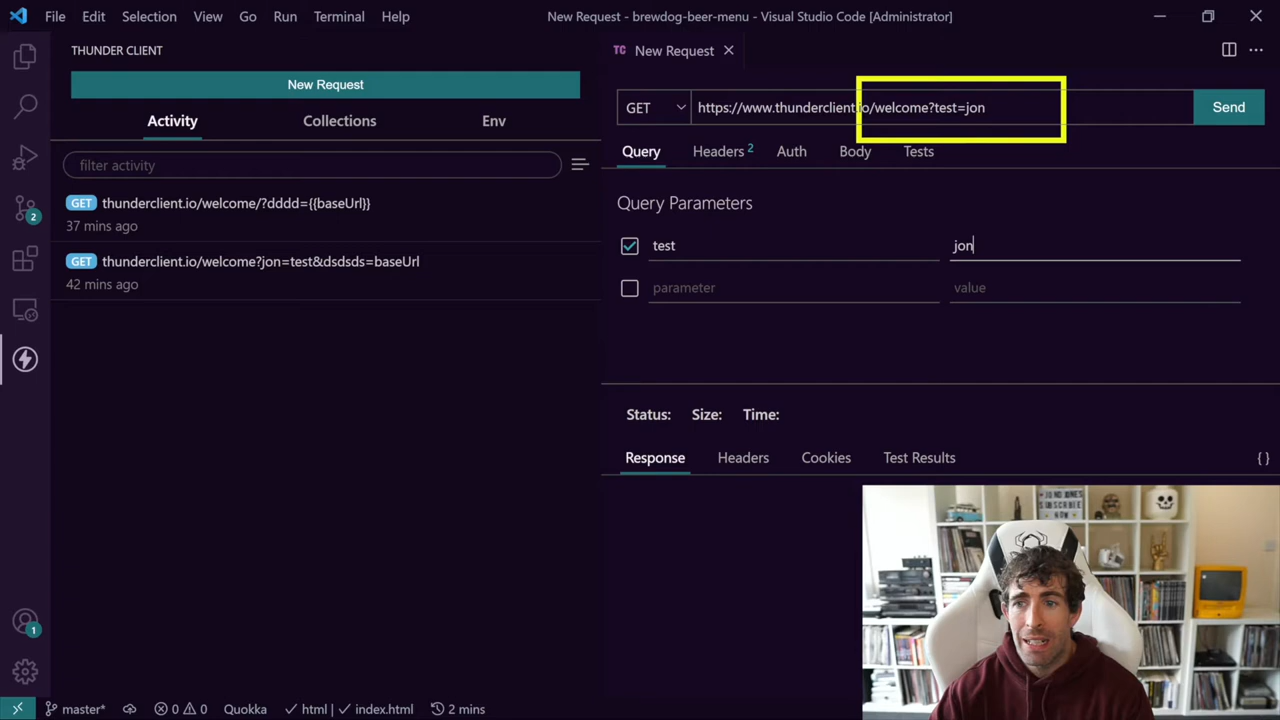 File Edit Selection View Go Run Terminal Help
New Request - brewdog-beer-menu - Visual Studio Code [Administrator]
THUNDER CLIENT
New Request
Activity Collections Env
filter activity
GET thunderclient.io/welcome/?dddd={{baseUrl}}
37 mins ago
GET thunderclient.io/welcome?jon=test&dsdsds=baseUrl
42 mins ago
2
1
TC New Request
GET https://www.thunderclient.io/welcome?test=jon Send
Query Headers 2 Auth Body Tests
Query Parameters
test jon
parameter value
Status: Size: Time:
Response Headers Cookies Test Results { }
SUBSCRIBE
NOW
master* 0 0 Quokka html index.html 2 mins